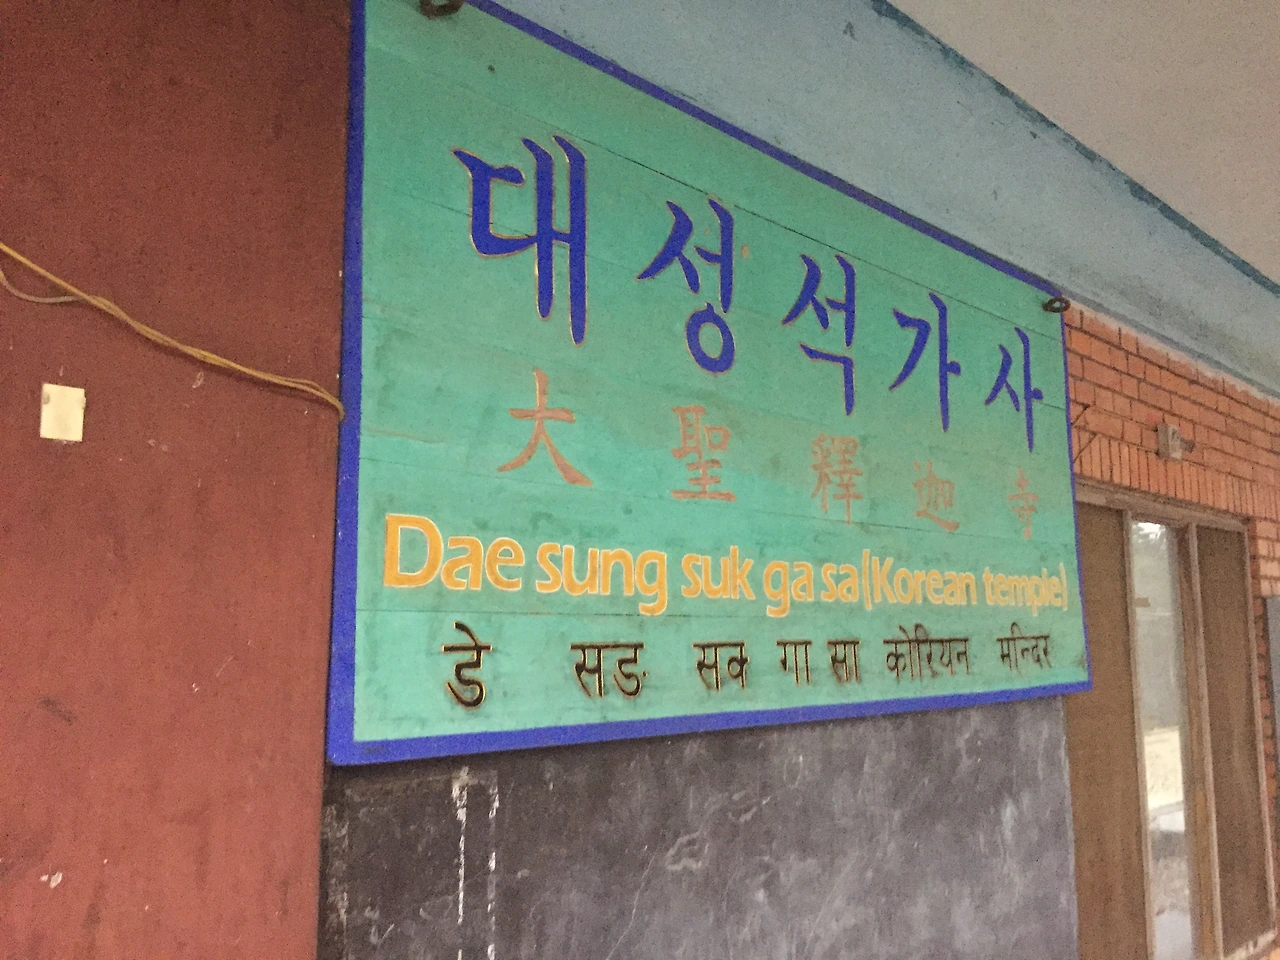 대성석가사
大聖釋迦寺
Dae sung suk ga sa (Korean temple)
डे सङ सक गा सा कोरियन मन्दिर